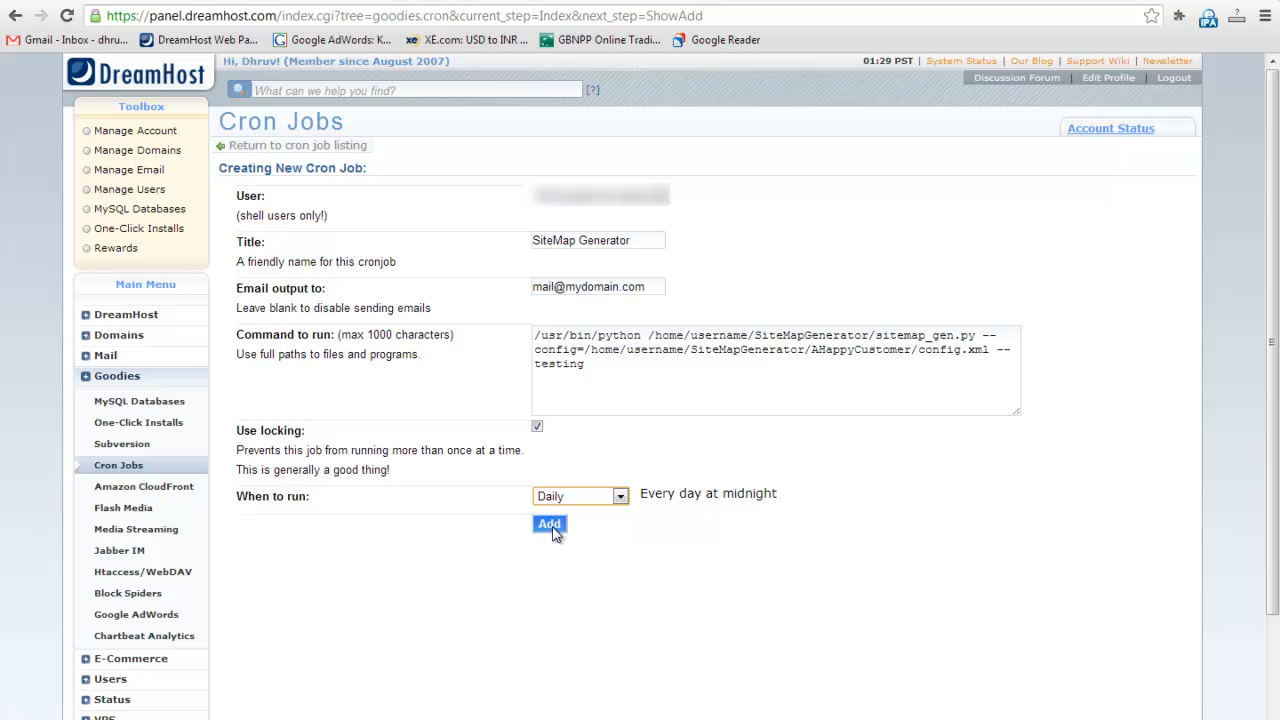 https://panel.dreamhost.com/index.cgi?tree=goodies.cron&current_step=Index&next_step=ShowAdd
Gmail - Inbox - dhru... DreamHost Web Pa... Google AdWords: K... XE.com: USD to INR ... GBNPP Online Tradi... Google Reader
DreamHost
Hi, Dhruv! (Member since August 2007)
01:29 PST | System Status | Our Blog | Support Wiki | Newsletter
What can we help you find? [?]
Discussion Forum | Edit Profile | Logout
Toolbox
Manage Account
Manage Domains
Manage Email
Manage Users
MySQL Databases
One-Click Installs
Rewards
Main Menu
DreamHost
Domains
Mail
Goodies
MySQL Databases
One-Click Installs
Subversion
Cron Jobs
Amazon CloudFront
Flash Media
Media Streaming
Jabber IM
Htaccess/WebDAV
Block Spiders
Google AdWords
Chartbeat Analytics
E-Commerce
Users
Status
VPS
Cron Jobs
Account Status
Return to cron job listing
Creating New Cron Job:
User:
(shell users only!)
Title: SiteMap Generator
A friendly name for this cronjob
Email output to: mail@mydomain.com
Leave blank to disable sending emails
Command to run: (max 1000 characters)
Use full paths to files and programs.
/usr/bin/python /home/username/SiteMapGenerator/sitemap_gen.py --
config=/home/username/SiteMapGenerator/AHappyCustomer/config.xml --
testing
Use locking:
Prevents this job from running more than once at a time.
This is generally a good thing!
When to run: Daily Every day at midnight
Add